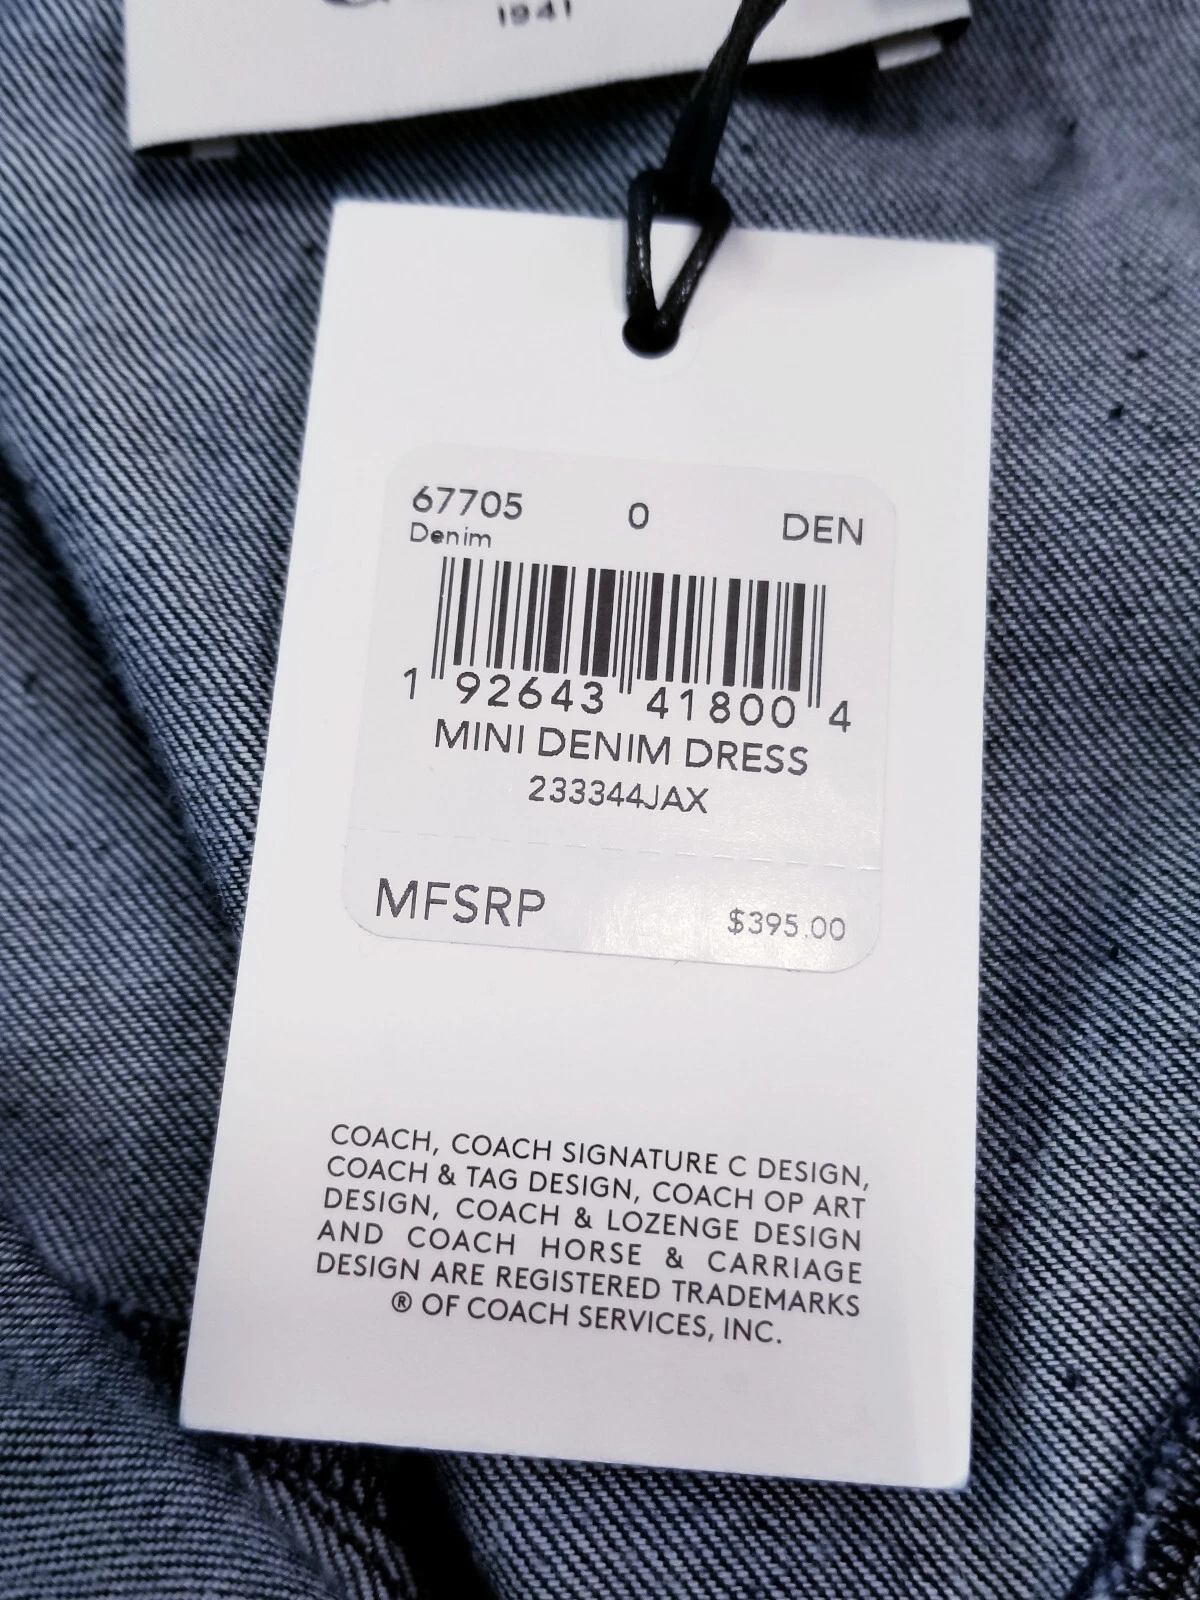 1941
67705 0 DEN
Denim
1 92643 41800 4
MINI DENIM DRESS
233344JAX
MFSRP $395.00
COACH, COACH SIGNATURE C DESIGN,
COACH & TAG DESIGN, COACH OP ART
DESIGN, COACH & LOZENGE DESIGN
AND COACH HORSE & CARRIAGE
DESIGN ARE REGISTERED TRADEMARKS
® OF COACH SERVICES, INC.